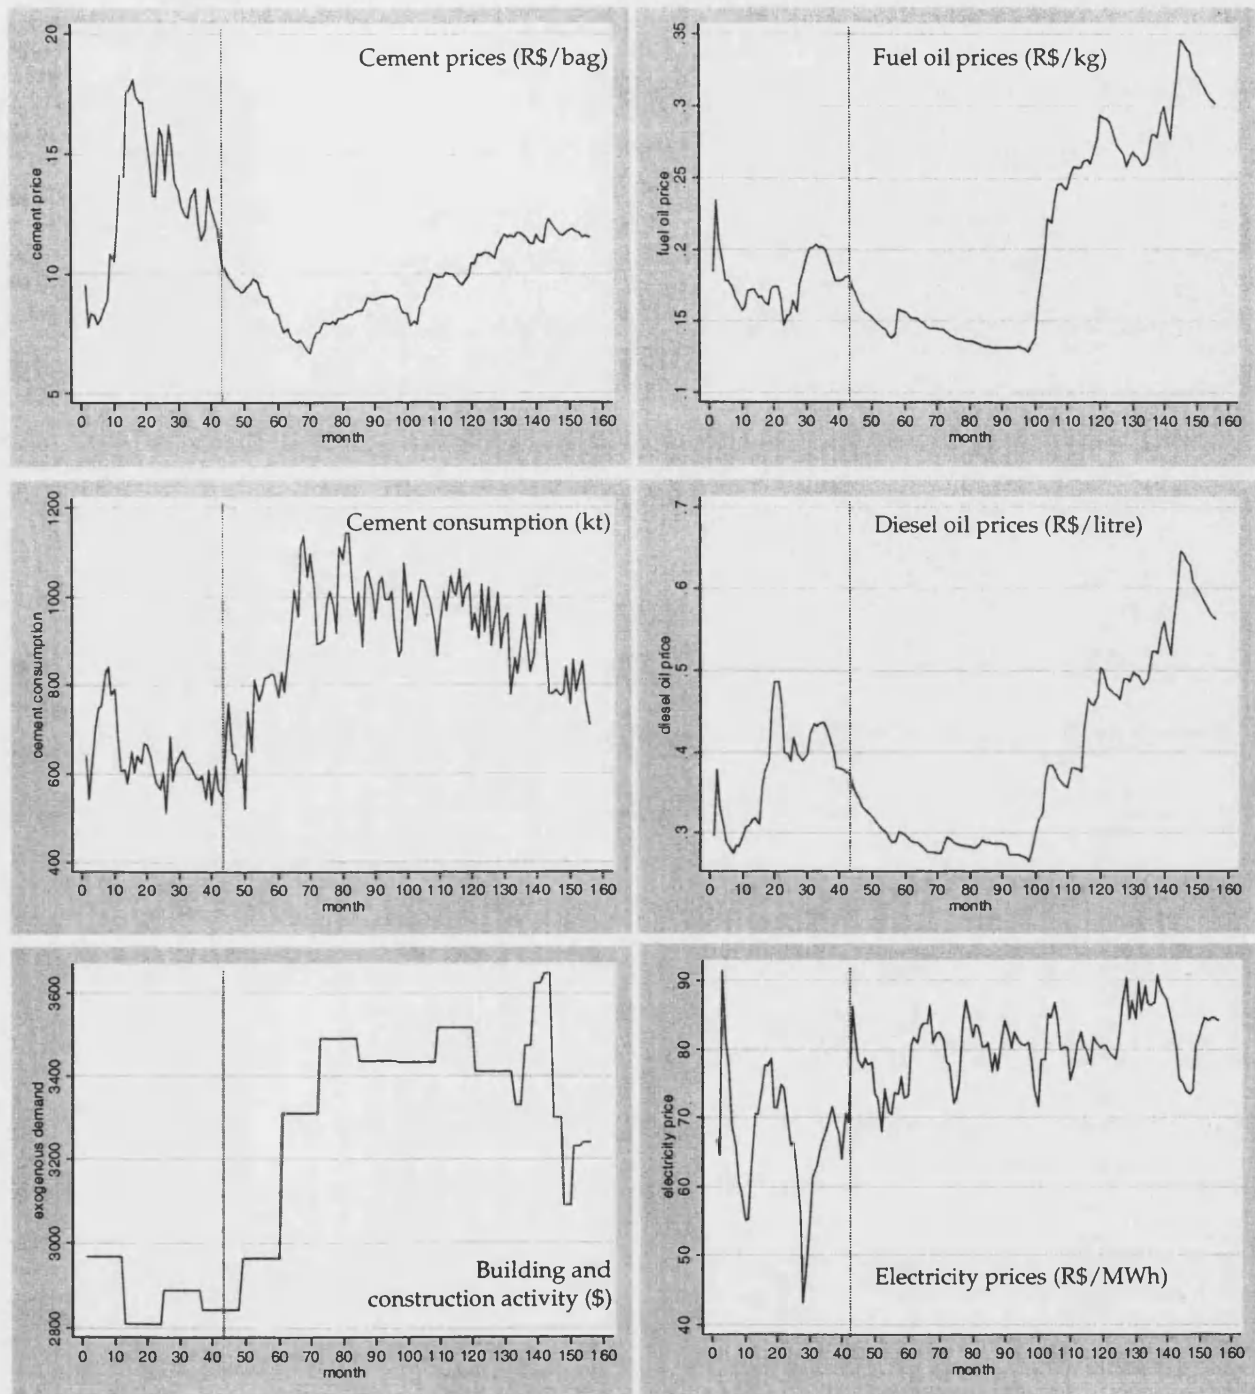 Cement prices (R$/bag)
cement price
20
15
10
5
0 10 20 30 40 50 60 70 80 90 100 110 120 130 140 150 160
month
Fuel oil prices (R$/kg)
fuel oil price
.35
.3
.25
.2
.15
.1
0 10 20 30 40 50 60 70 80 90 100 110 120 130 140 150 160
month
Cement consumption (kt)
cement consumption
1200
1000
800
600
400
0 10 20 30 40 50 60 70 80 90 100 110 120 130 140 150 160
month
Diesel oil prices (R$/litre)
diesel oil price
.7
.6
.5
.4
.3
0 10 20 30 40 50 60 70 80 90 100 110 120 130 140 150 160
month
Building and
construction activity ($)
exogenous demand
3600
3400
3200
3000
2800
0 10 20 30 40 50 60 70 80 90 100 110 120 130 140 150 160
month
Electricity prices (R$/MWh)
electricity price
90
80
70
60
50
40
0 10 20 30 40 50 60 70 80 90 100 110 120 130 140 150 160
month